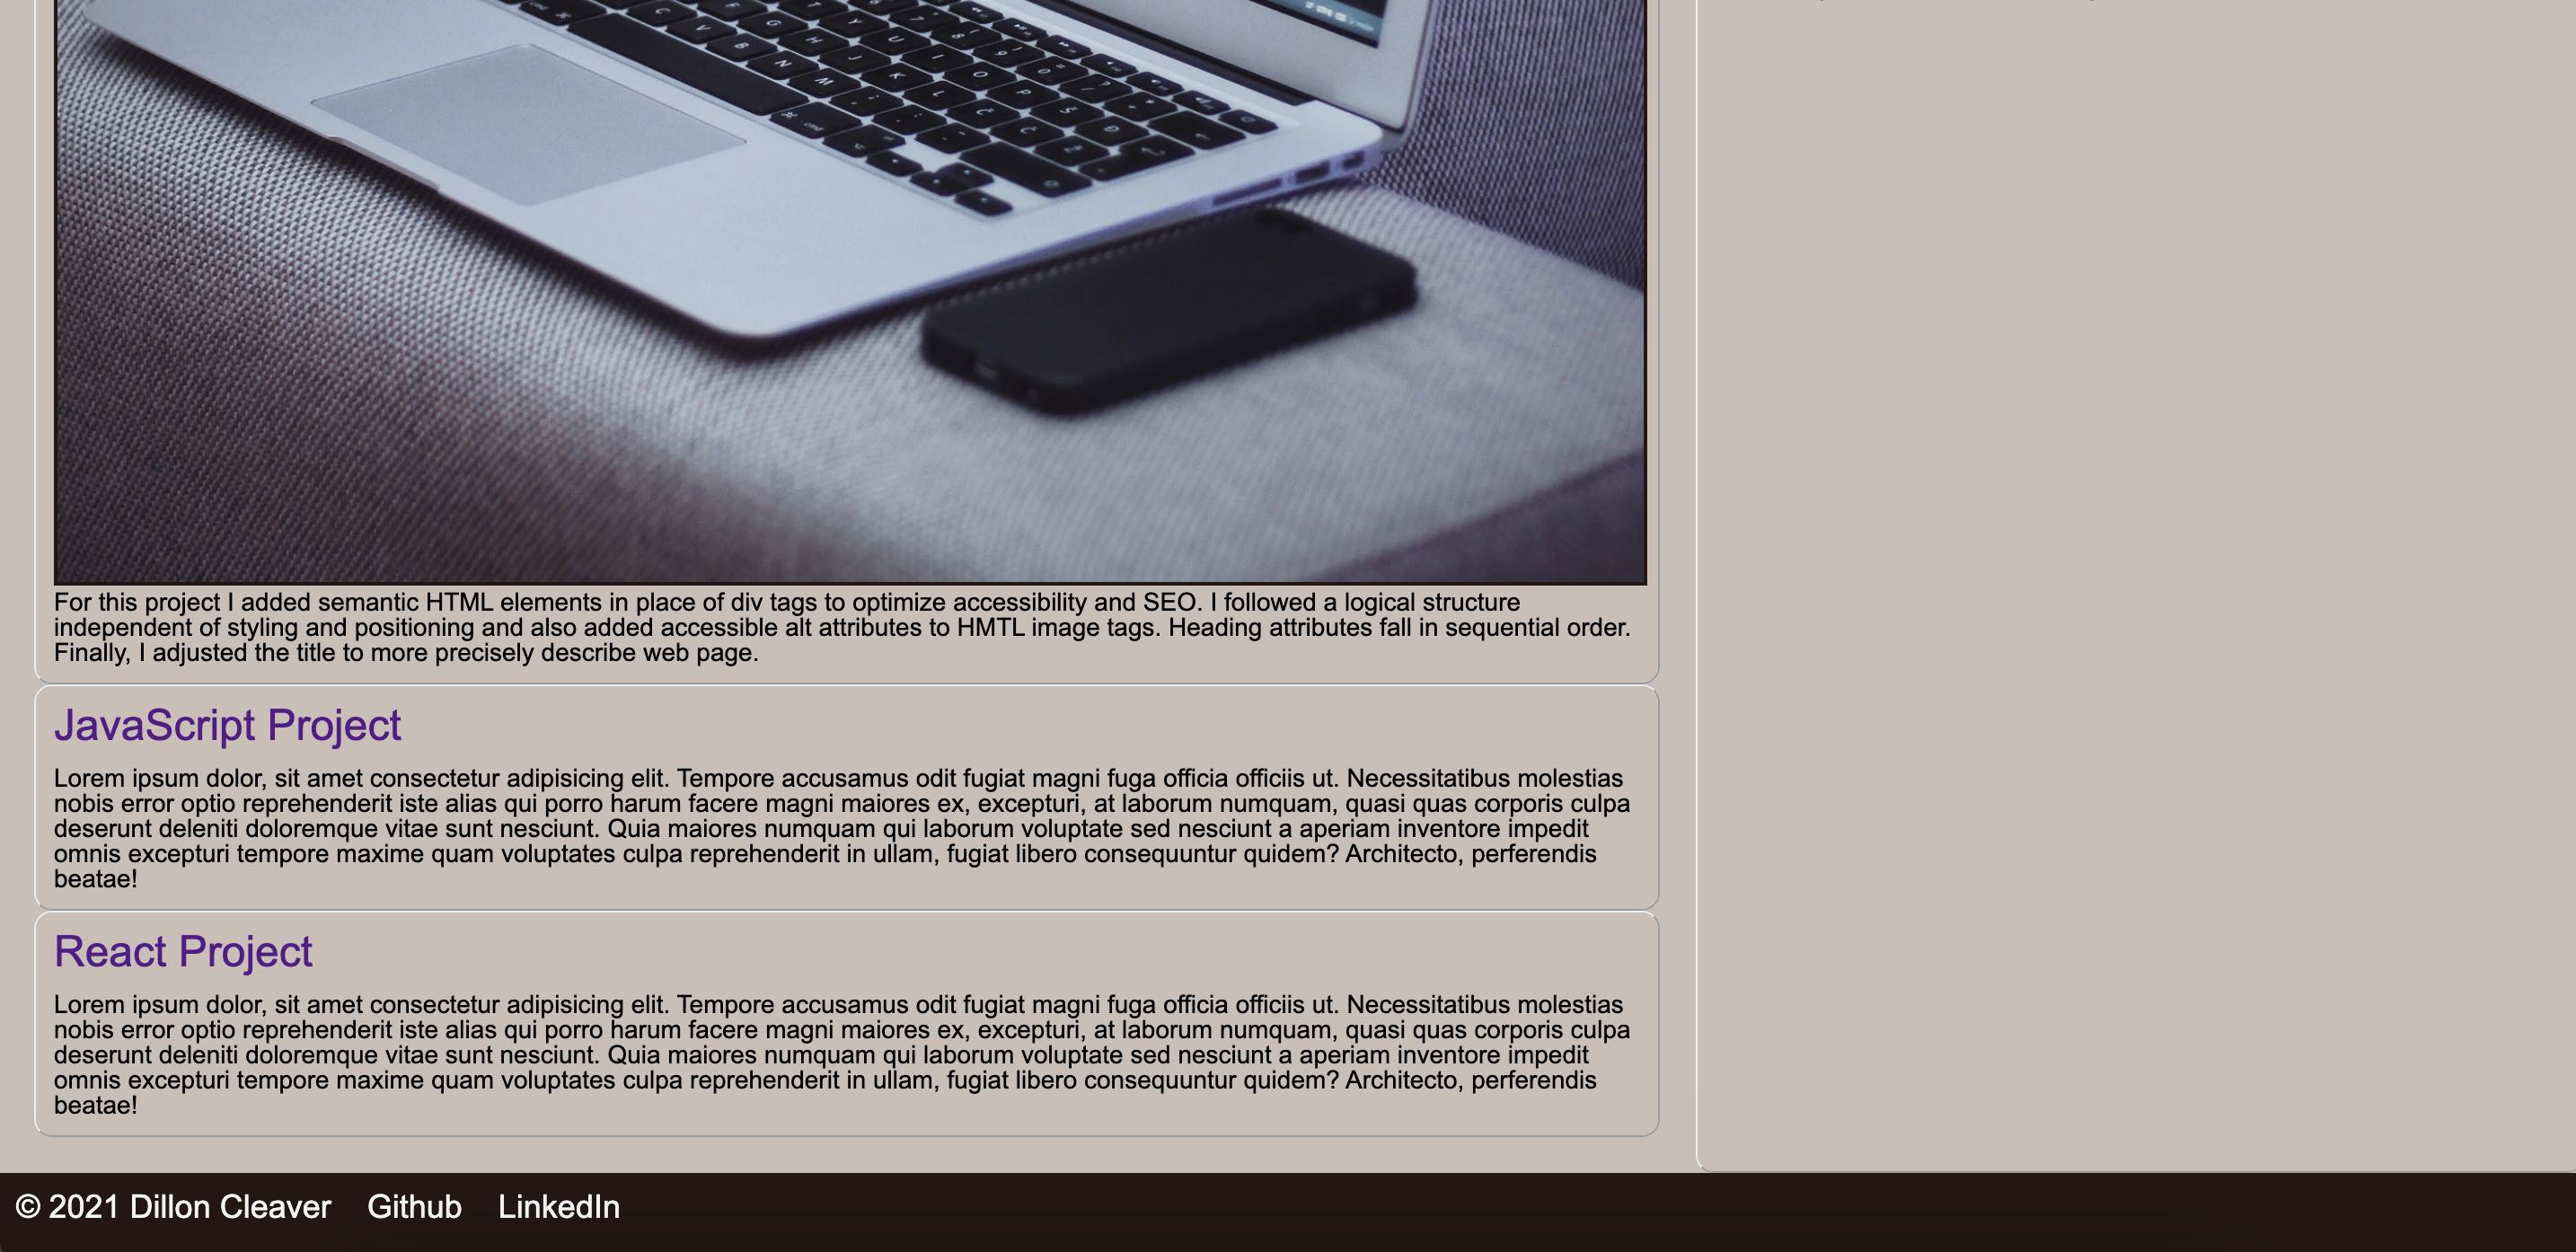 For this project I added semantic HTML elements in place of div tags to optimize accessibility and SEO. I followed a logical structure
independent of styling and positioning and also added accessible alt attributes to HMTL image tags. Heading attributes fall in sequential order.
Finally, I adjusted the title to more precisely describe web page.
JavaScript Project
Lorem ipsum dolor, sit amet consectetur adipisicing elit. Tempore accusamus odit fugiat magni fuga officia officiis ut. Necessitatibus molestias
nobis error optio reprehenderit iste alias qui porro harum facere magni maiores ex, excepturi, at laborum numquam, quasi quas corporis culpa
deserunt deleniti doloremque vitae sunt nesciunt. Quia maiores numquam qui laborum voluptate sed nesciunt a aperiam inventore impedit
omnis excepturi tempore maxime quam voluptates culpa reprehenderit in ullam, fugiat libero consequuntur quidem? Architecto, perferendis
beatae!
React Project
Lorem ipsum dolor, sit amet consectetur adipisicing elit. Tempore accusamus odit fugiat magni fuga officia officiis ut. Necessitatibus molestias
nobis error optio reprehenderit iste alias qui porro harum facere magni maiores ex, excepturi, at laborum numquam, quasi quas corporis culpa
deserunt deleniti doloremque vitae sunt nesciunt. Quia maiores numquam qui laborum voluptate sed nesciunt a aperiam inventore impedit
omnis excepturi tempore maxime quam voluptates culpa reprehenderit in ullam, fugiat libero consequuntur quidem? Architecto, perferendis
beatae!
© 2021 Dillon Cleaver Github LinkedIn